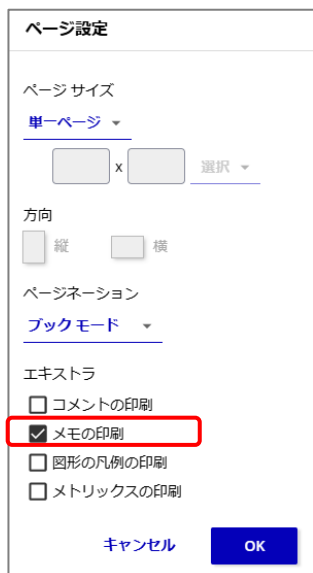 ページ設定
ページ サイズ
単一ページ
x 選択
方向
縦 横
ページネーション
ブック モード
エキストラ
コメントの印刷
メモの印刷
図形の凡例の印刷
メトリックスの印刷
キャンセル OK